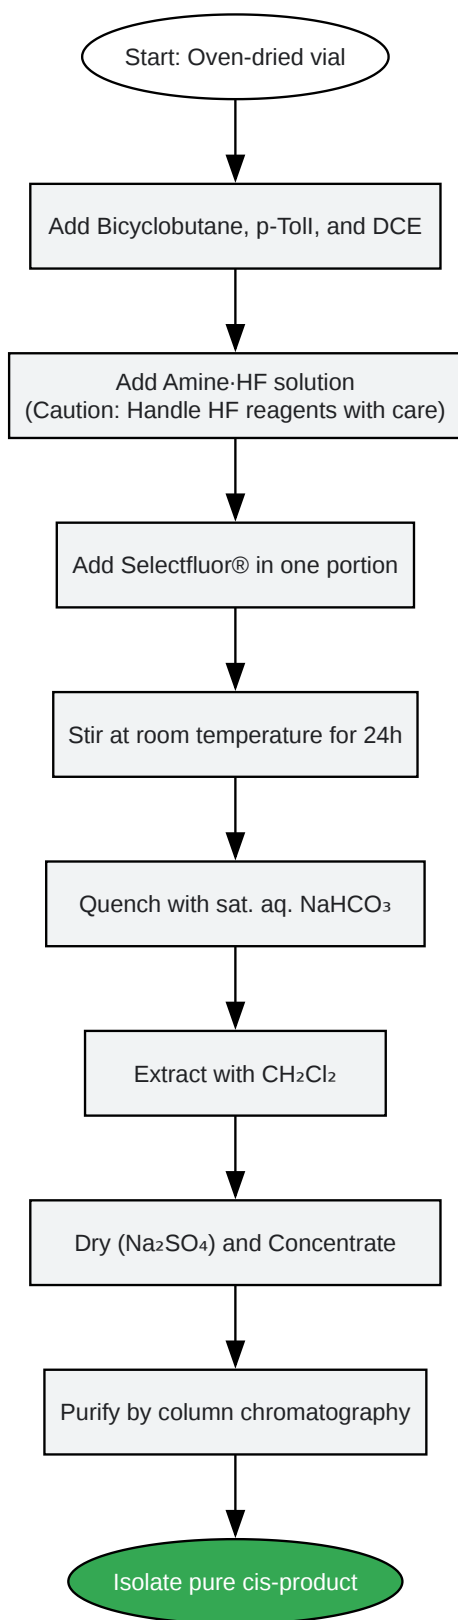 Start: Oven-dried vial
Add Bicyclobutane, p-TolI, and DCE
Add Amine·HF solution
(Caution: Handle HF reagents with care)
Add Selectfluor® in one portion
Stir at room temperature for 24h
Quench with sat. aq. NaHCO₃
Extract with CH₂Cl₂
Dry (Na₂SO₄) and Concentrate
Purify by column chromatography
Isolate pure cis-product